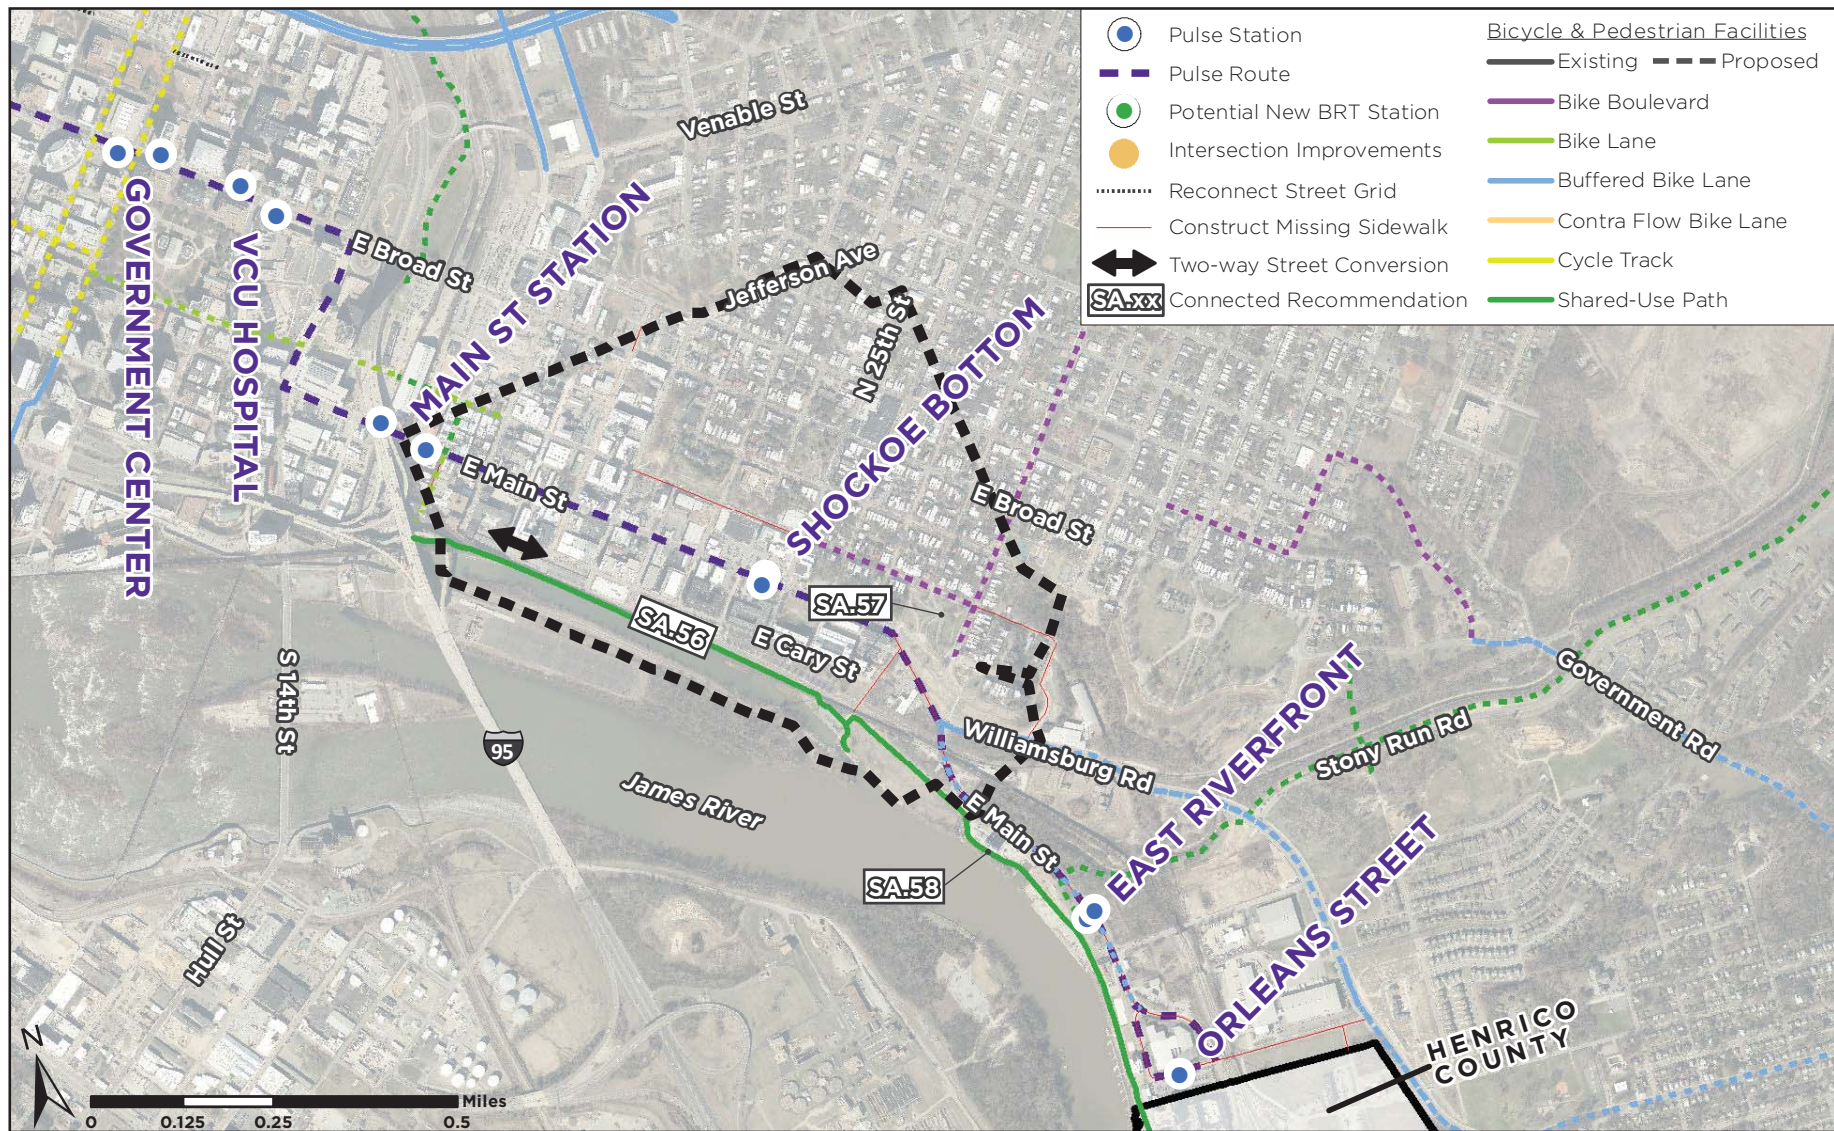 Pulse Station
Pulse Route
Potential New BRT Station
Intersection Improvements
Reconnect Street Grid
Construct Missing Sidewalk
Two-way Street Conversion
SA.xx Connected Recommendation
Bicycle & Pedestrian Facilities
Existing Proposed
Bike Boulevard
Bike Lane
Buffered Bike Lane
Contra Flow Bike Lane
Cycle Track
Shared-Use Path
Venable St
GOVERNMENT CENTER
VCU HOSPITAL
E Broad St
MAIN ST STATION
Jefferson Ave
N 25th St
SHOCKOE BOTTOM
E Main St
E Broad St
SA.57
SA.56
E Cary St
S 14th St
95
James River
Williamsburg Rd
EAST RIVERFRONT
Stony Run Rd
Government Rd
E Main St
SA.58
ORLEANS STREET
Hull St
HENRICO
COUNTY
N
Miles
0 0.125 0.25 0.5